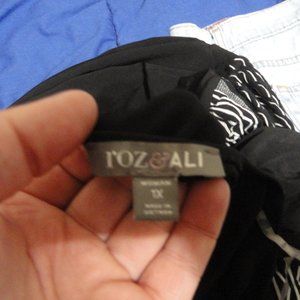 roz&ALI
WOMAN
1X
MADE IN
VIETNAM